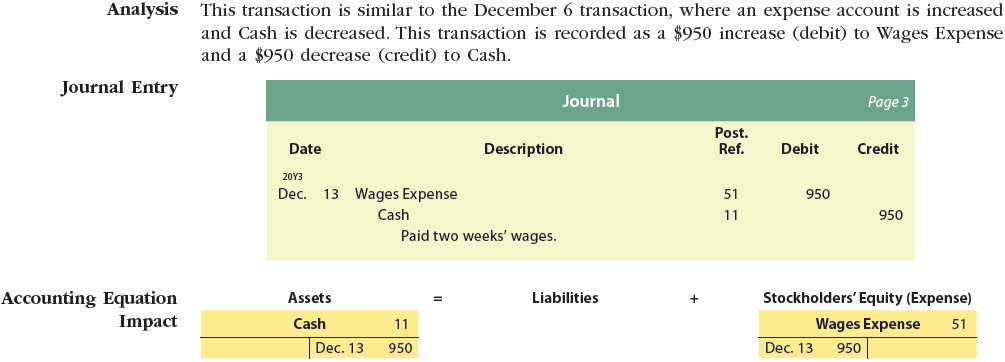 Analysis This transaction is similar to the December 6 transaction, where an expense account is increased
and Cash is decreased. This transaction is recorded as a $950 increase (debit) to Wages Expense
and a $950 decrease (credit) to Cash.
Journal Entry
Journal Page 3
Date Description Post. Ref. Debit Credit
20Y3
Dec. 13 Wages Expense 51 950
Cash 11 950
Paid two weeks’ wages.
Accounting Equation Impact
Assets = Liabilities + Stockholders’ Equity (Expense)
Cash 11 Wages Expense 51
Dec. 13 950 Dec. 13 950